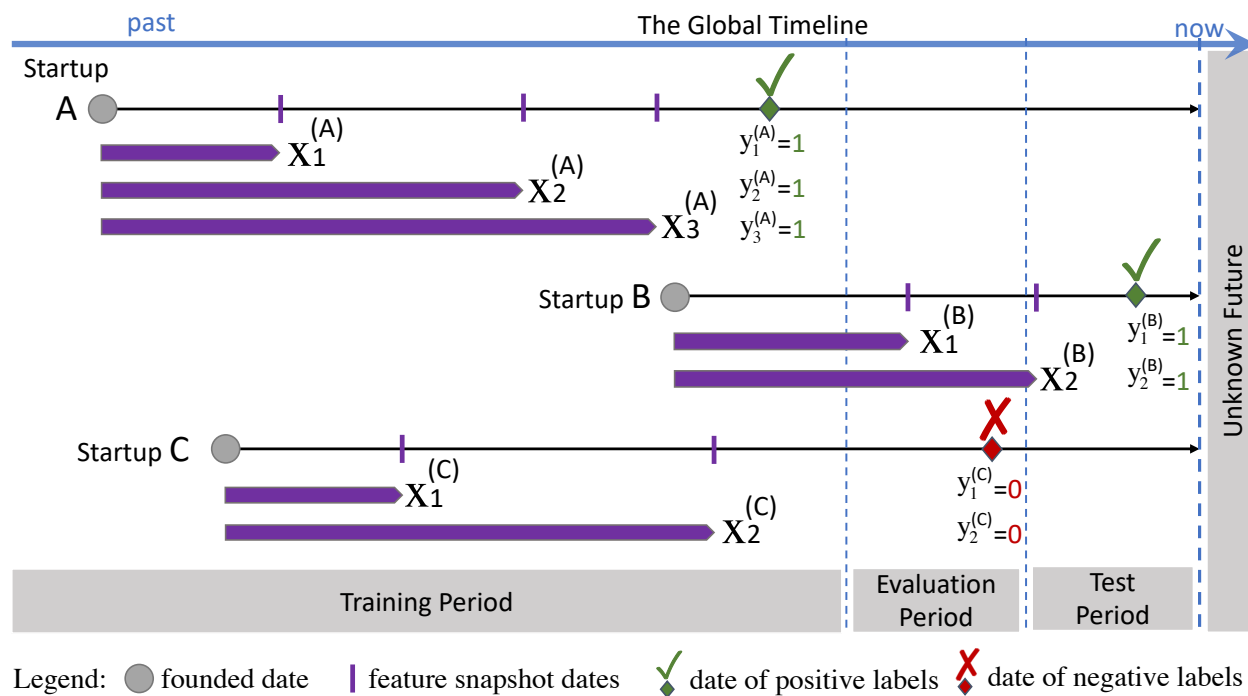 past
The Global Timeline
now
Startup
A
X1(A)
y1(A)=1
X2(A)
y2(A)=1
X3(A)
y3(A)=1
Startup B
X1(B)
y1(B)=1
X2(B)
y2(B)=1
Startup C
X1(C)
y1(C)=0
X2(C)
y2(C)=0
Unknown Future
Training Period
Evaluation
Period
Test
Period
Legend: founded date feature snapshot dates date of positive labels date of negative labels